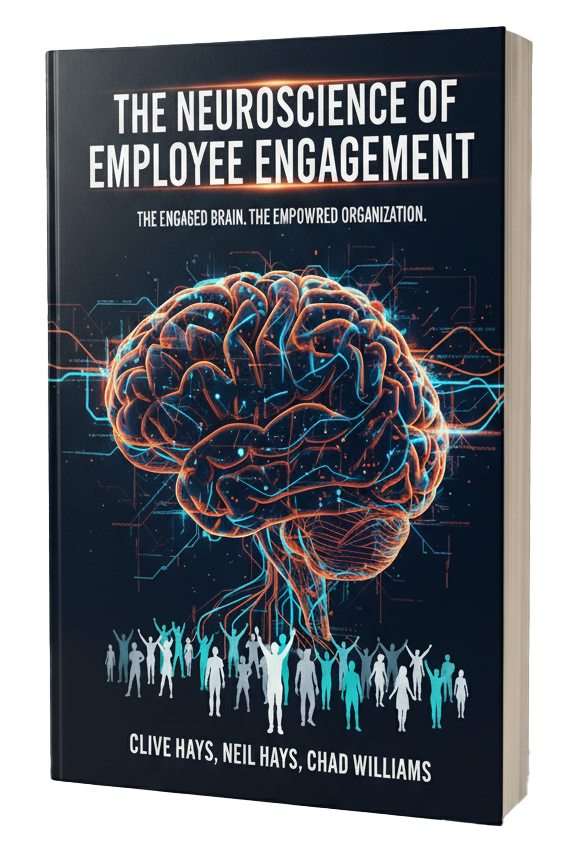 THE NEUROSCIENCE OF
EMPLOYEE ENGAGEMENT
THE ENGAGED BRAIN. THE EMPOWRED ORGANIZATION.
CLIVE HAYS, NEIL HAYS, CHAD WILLIAMS